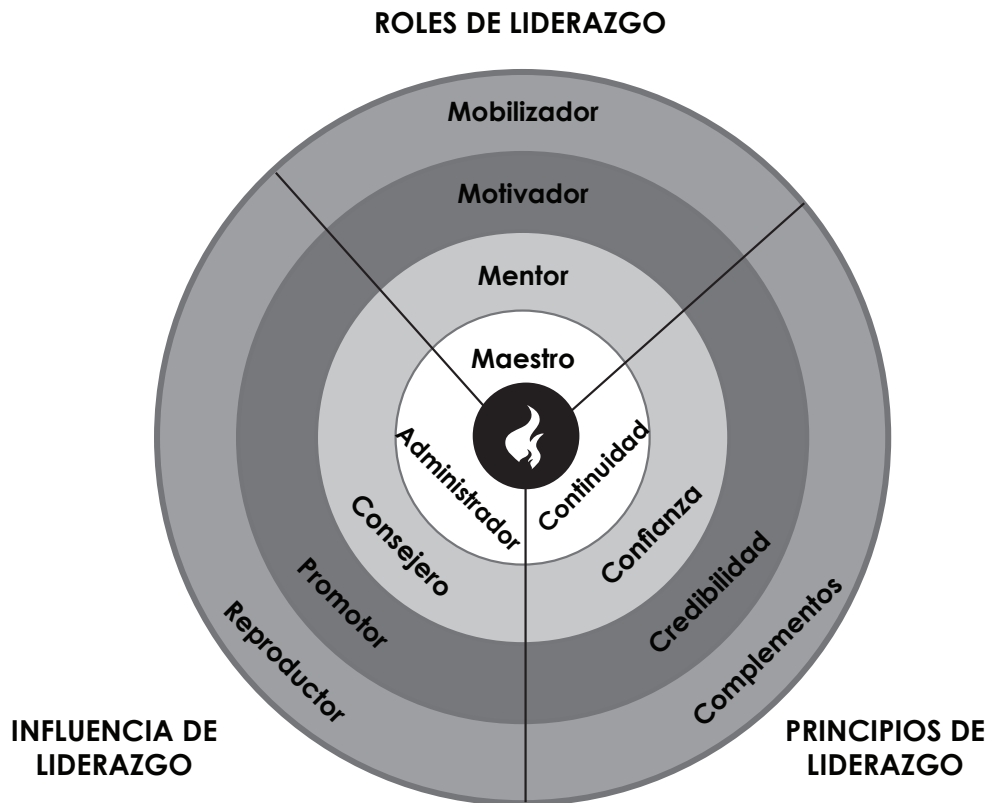 ROLES DE LIDERAZGO
Mobilizador
Motivador
Mentor
Maestro
Administrador
Consejero
Promotor
Reproductor
Continuidad
Confianza
Credibilidad
Complementos
INFLUENCIA DE
LIDERAZGO
PRINCIPIOS DE
LIDERAZGO